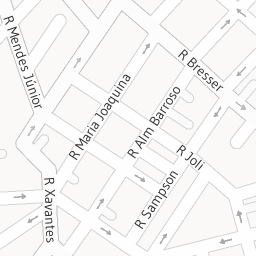 R Mendes Júnior
R Bresser
R Maria Joaquina
R Alm Barroso
R Joli
R Xavantes
R Sampson